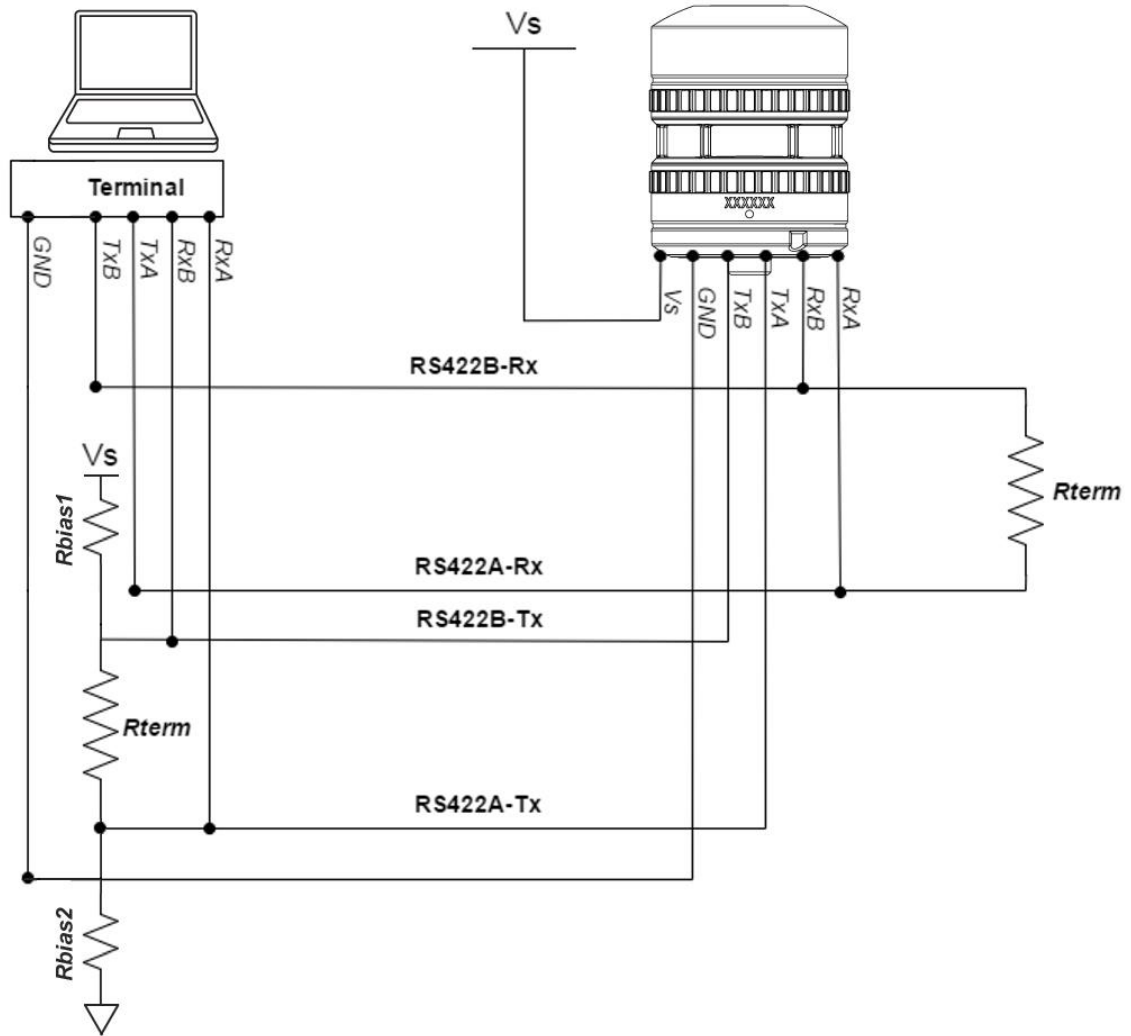 Vs
Terminal
XXXXXX
GND
TxB
TxA
RxB
RxA
Vs
GND
TxB
TxA
RxB
RxA
RS422B-Rx
Vs
Rbias1
Rterm
RS422A-Rx
RS422B-Tx
Rterm
RS422A-Tx
Rbias2